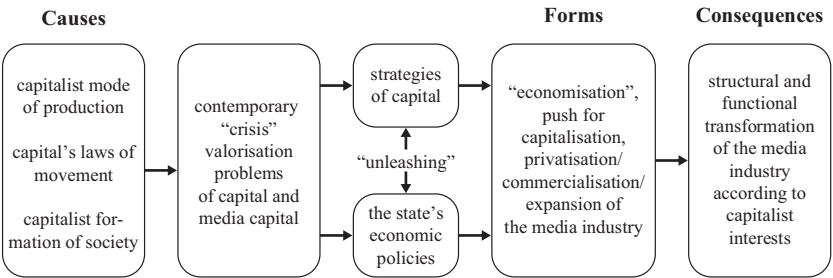 Causes
Forms
Consequences
capitalist mode
of production
capital’s laws of
movement
capitalist for-
mation of society
contemporary
“crisis”
valorisation
problems
of capital and
media capital
strategies
of capital
“unleashing”
the state’s
economic
policies
“economisation”,
push for
capitalisation,
privatisation/
commercialisation/
expansion of
the media industry
structural and
functional
transformation
of the media
industry
according to
capitalist
interests